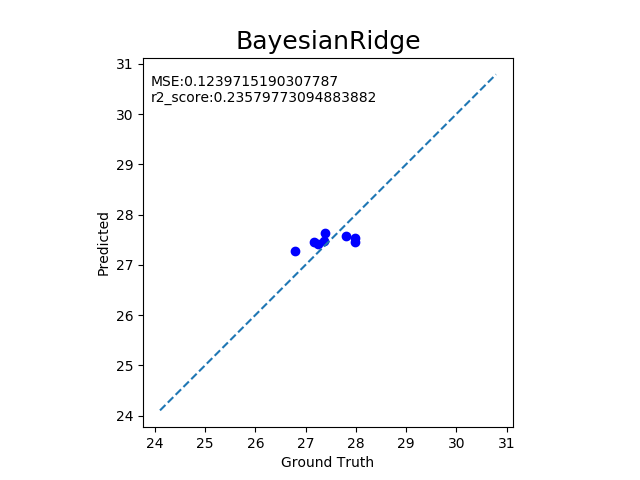 BayesianRidge
MSE:0.1239715190307787
r2_score:0.23579773094883882
31
30
29
28
27
26
25
24
Predicted
24 25 26 27 28 29 30 31
Ground Truth